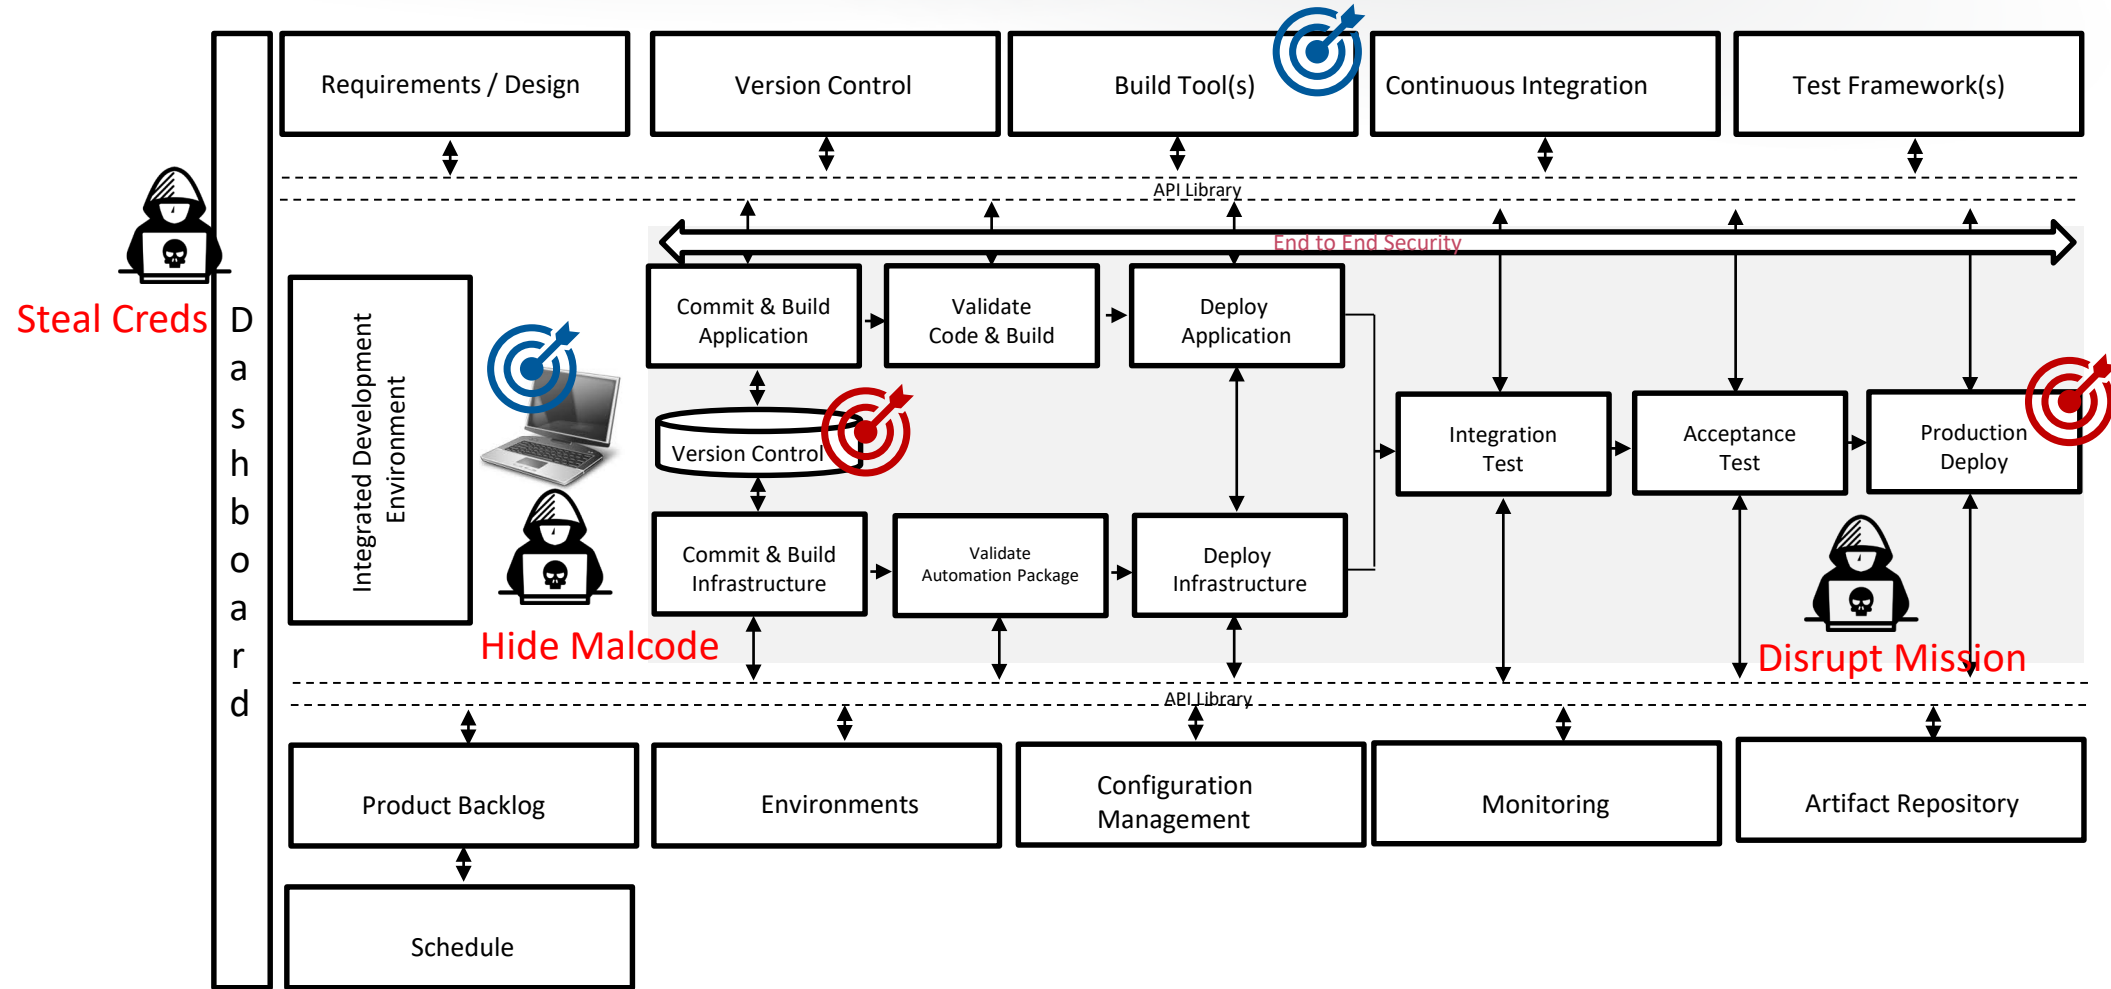 Requirements / Design
Version Control
Build Tool(s)
Continuous Integration
Test Framework(s)
API Library
End to End Security
Steal Creds
Dashboard
Integrated Development
Environment
Commit & Build
Application
Validate
Code & Build
Deploy
Application
Version Control
Integration
Test
Acceptance
Test
Production
Deploy
Commit & Build
Infrastructure
Validate
Automation Package
Deploy
Infrastructure
Hide Malcode
Disrupt Mission
API Library
Product Backlog
Environments
Configuration
Management
Monitoring
Artifact Repository
Schedule